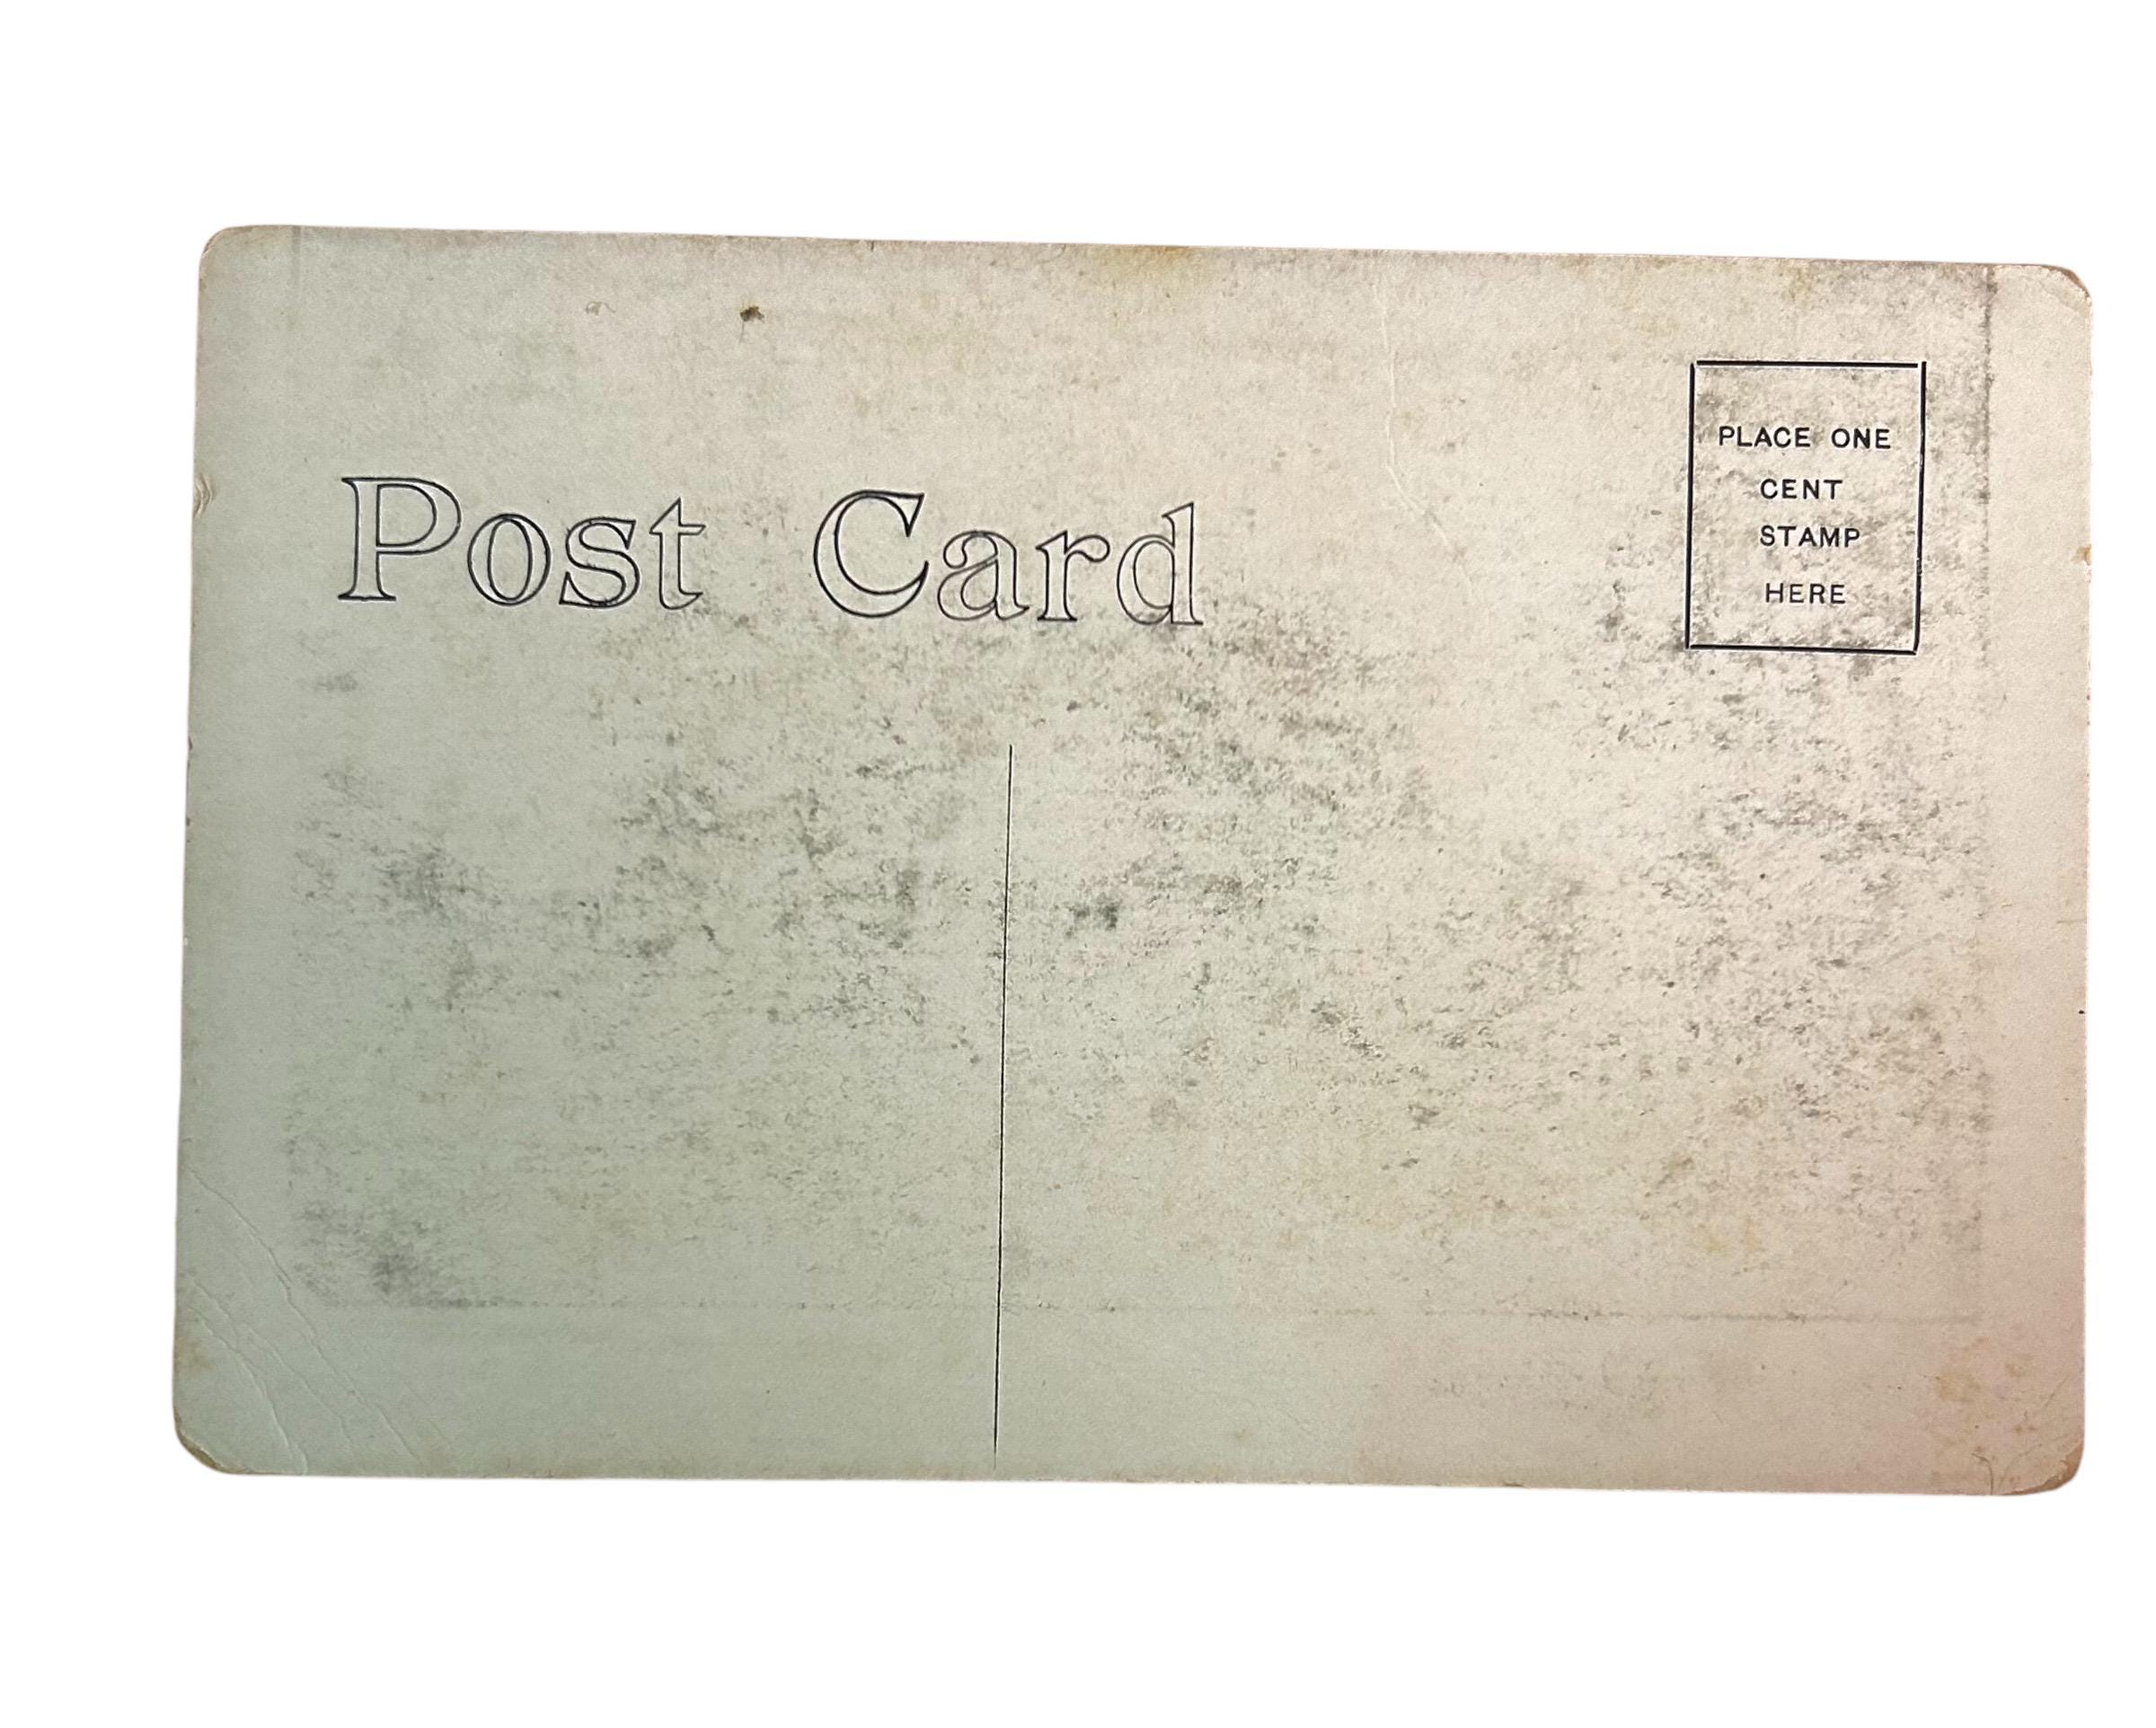 Post Card
PLACE ONE
CENT
STAMP
HERE